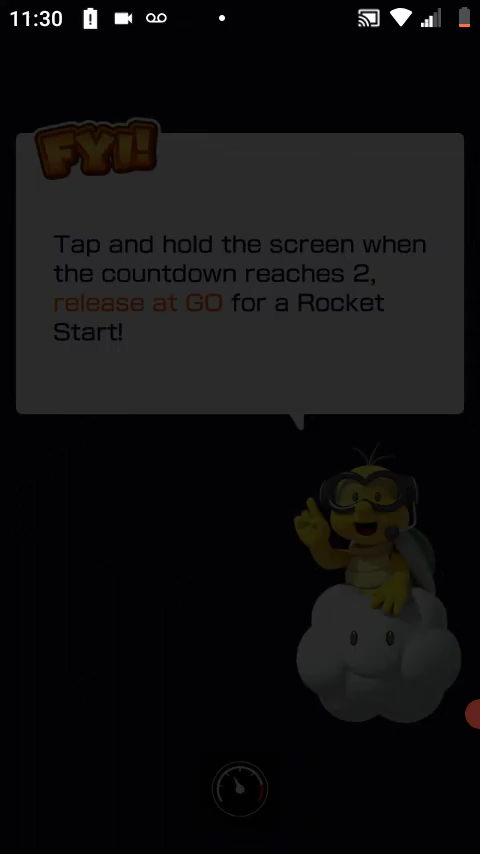 11:30
FYI!
Tap and hold the screen when
the countdown reaches 2,
release at GO for a Rocket
Start!